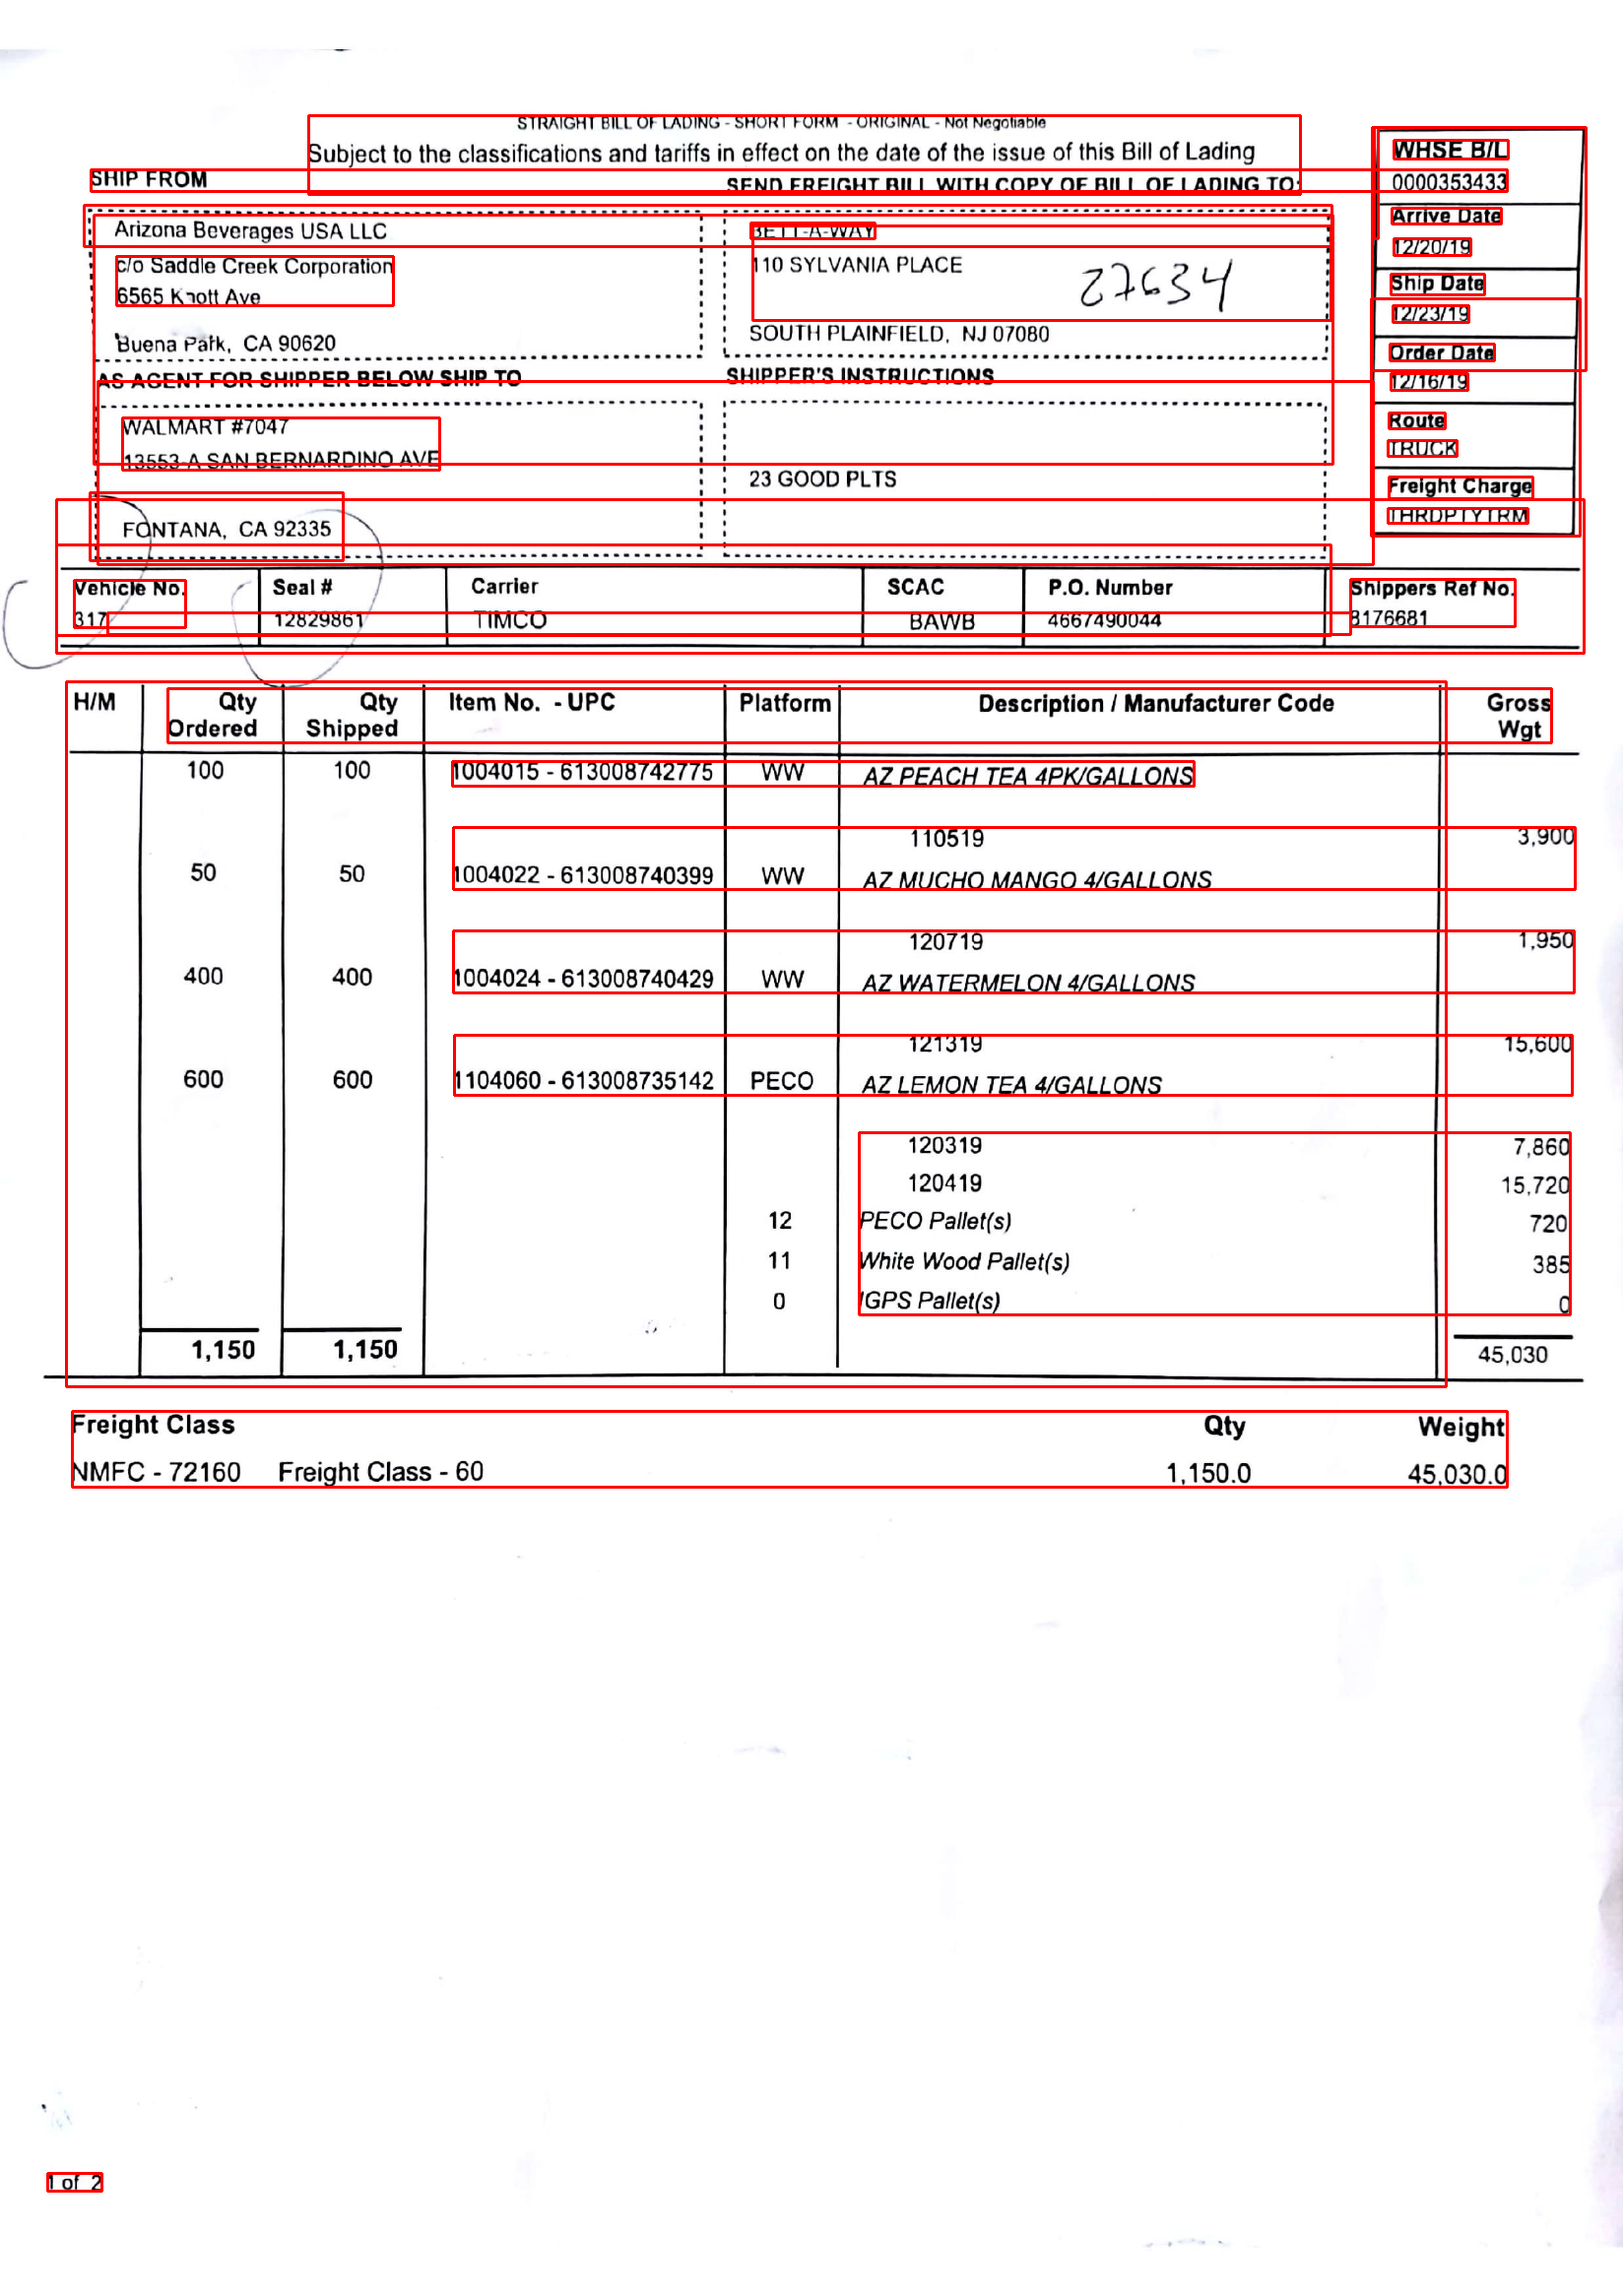 STRAIGHT BILL OF LADING - SHORT FORM - ORIGINAL - Not Negotiable
Subject to the classifications and tariffs in effect on the date of the issue of this Bill of Lading
SHIP FROM
SEND FREIGHT BILL WITH COPY OF BILL OF LADING TO:
Arizona Beverages USA LLC
c/o Saddle Creek Corporation
6565 Knott Ave
Buena Park, CA 90620
BETT-A-WAY
110 SYLVANIA PLACE
27634
SOUTH PLAINFIELD, NJ 07080
WHSE B/L
0000353433
Arrive Date
12/20/19
Ship Date
12/23/19
Order Date
12/16/19
Route
TRUCK
Freight Charge
THRDPTYTRM
AS AGENT FOR SHIPPER BELOW SHIP TO
SHIPPER'S INSTRUCTIONS
WALMART #7047
13553-A SAN BERNARDINO AVE
FONTANA, CA 92335
23 GOOD PLTS
Vehicle No. Seal # Carrier SCAC P.O. Number Shippers Ref No.
317 12829861 TIMCO BAWB 4667490044 8176681
H/M Qty Ordered Qty Shipped Item No. - UPC Platform Description / Manufacturer Code Gross Wgt
100 100 1004015 - 613008742775 WW AZ PEACH TEA 4PK/GALLONS
110519 3,900
50 50 1004022 - 613008740399 WW AZ MUCHO MANGO 4/GALLONS
120719 1,950
400 400 1004024 - 613008740429 WW AZ WATERMELON 4/GALLONS
121319 15,600
600 600 1104060 - 613008735142 PECO AZ LEMON TEA 4/GALLONS
120319 7,860
120419 15,720
12 PECO Pallet(s) 720
11 White Wood Pallet(s) 385
0 IGPS Pallet(s) 0
1,150 1,150 45,030
Freight Class Qty Weight
NMFC - 72160 Freight Class - 60 1,150.0 45,030.0
1 of 2